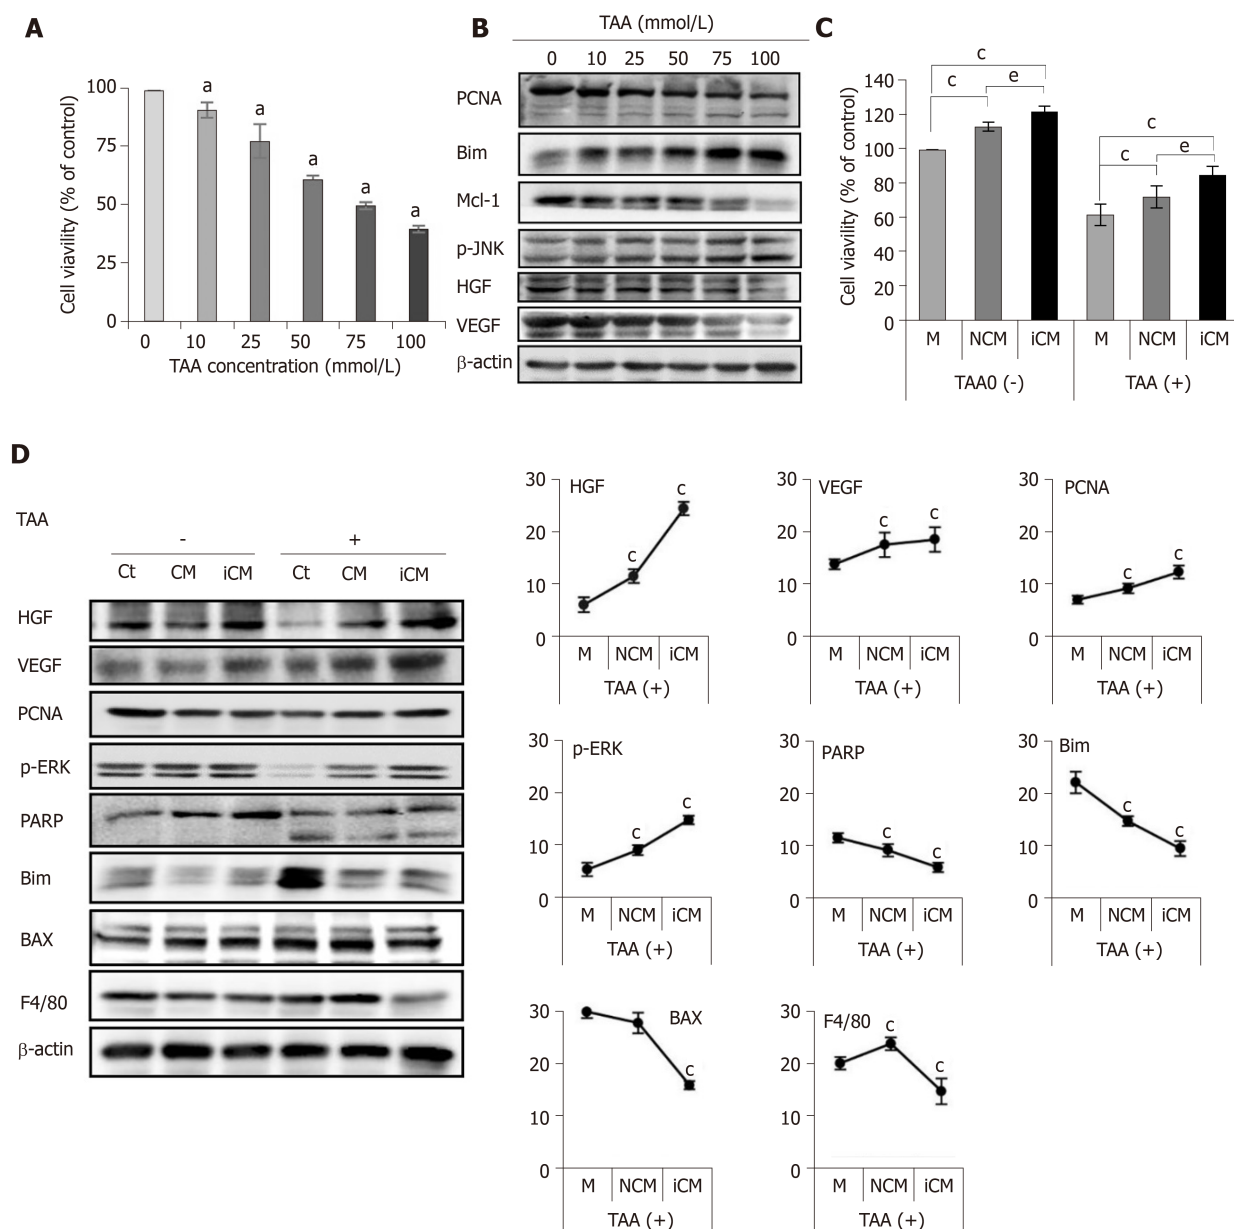 A
Cell viavility (% of control)
100
75
50
25
0
a
a
a
a
a
0 10 25 50 75 100
TAA concentration (mmol/L)
B
TAA (mmol/L)
0 10 25 50 75 100
PCNA
Bim
Mcl-1
p-JNK
HGF
VEGF
β-actin
C
Cell viavility (% of control)
140
120
100
80
60
40
20
0
c
c e
c
c e
M NCM iCM M NCM iCM
TAA0 (-) TAA (+)
D
TAA
- +
Ct CM iCM Ct CM iCM
HGF
VEGF
PCNA
p-ERK
PARP
Bim
BAX
F4/80
β-actin
HGF
30
20
10
0
c
c
M NCM iCM
TAA (+)
VEGF
30
20
10
0
c
c
M NCM iCM
TAA (+)
PCNA
30
20
10
0
c
c
M NCM iCM
TAA (+)
p-ERK
30
20
10
0
c
c
M NCM iCM
TAA (+)
PARP
30
20
10
0
c
c
M NCM iCM
TAA (+)
Bim
30
20
10
0
c
c
M NCM iCM
TAA (+)
BAX
30
20
10
0
c
M NCM iCM
TAA (+)
F4/80
30
20
10
0
c
c
M NCM iCM
TAA (+)